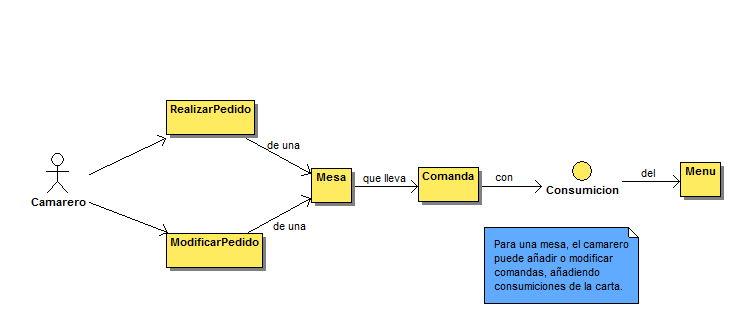 RealizarPedido
de una
Camarero
Mesa
que lleva
Comanda
con
Consumicion
del
Menu
ModificarPedido
de una
Para una mesa, el camarero
puede añadir o modificar
comandas, añadiendo
consumiciones de la carta.